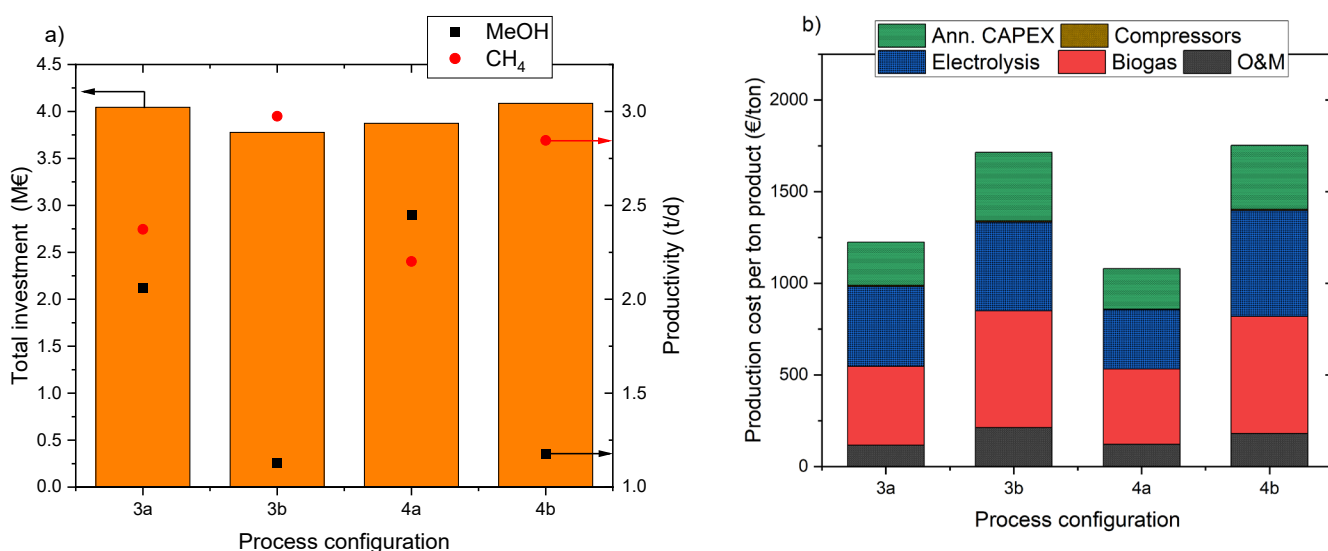 a)
MeOH
CH₄
4.5
4.0
3.5
3.0
2.5
2.0
1.5
1.0
0.5
0.0
Total investment (M€)
3a
3b
4a
4b
Process configuration
3.0
2.5
2.0
1.5
1.0
Productivity (t/d)
b)
Ann. CAPEX Compressors
Electrolysis Biogas O&M
2000
1500
1000
500
0
Production cost per ton product (€/ton)
3a
3b
4a
4b
Process configuration